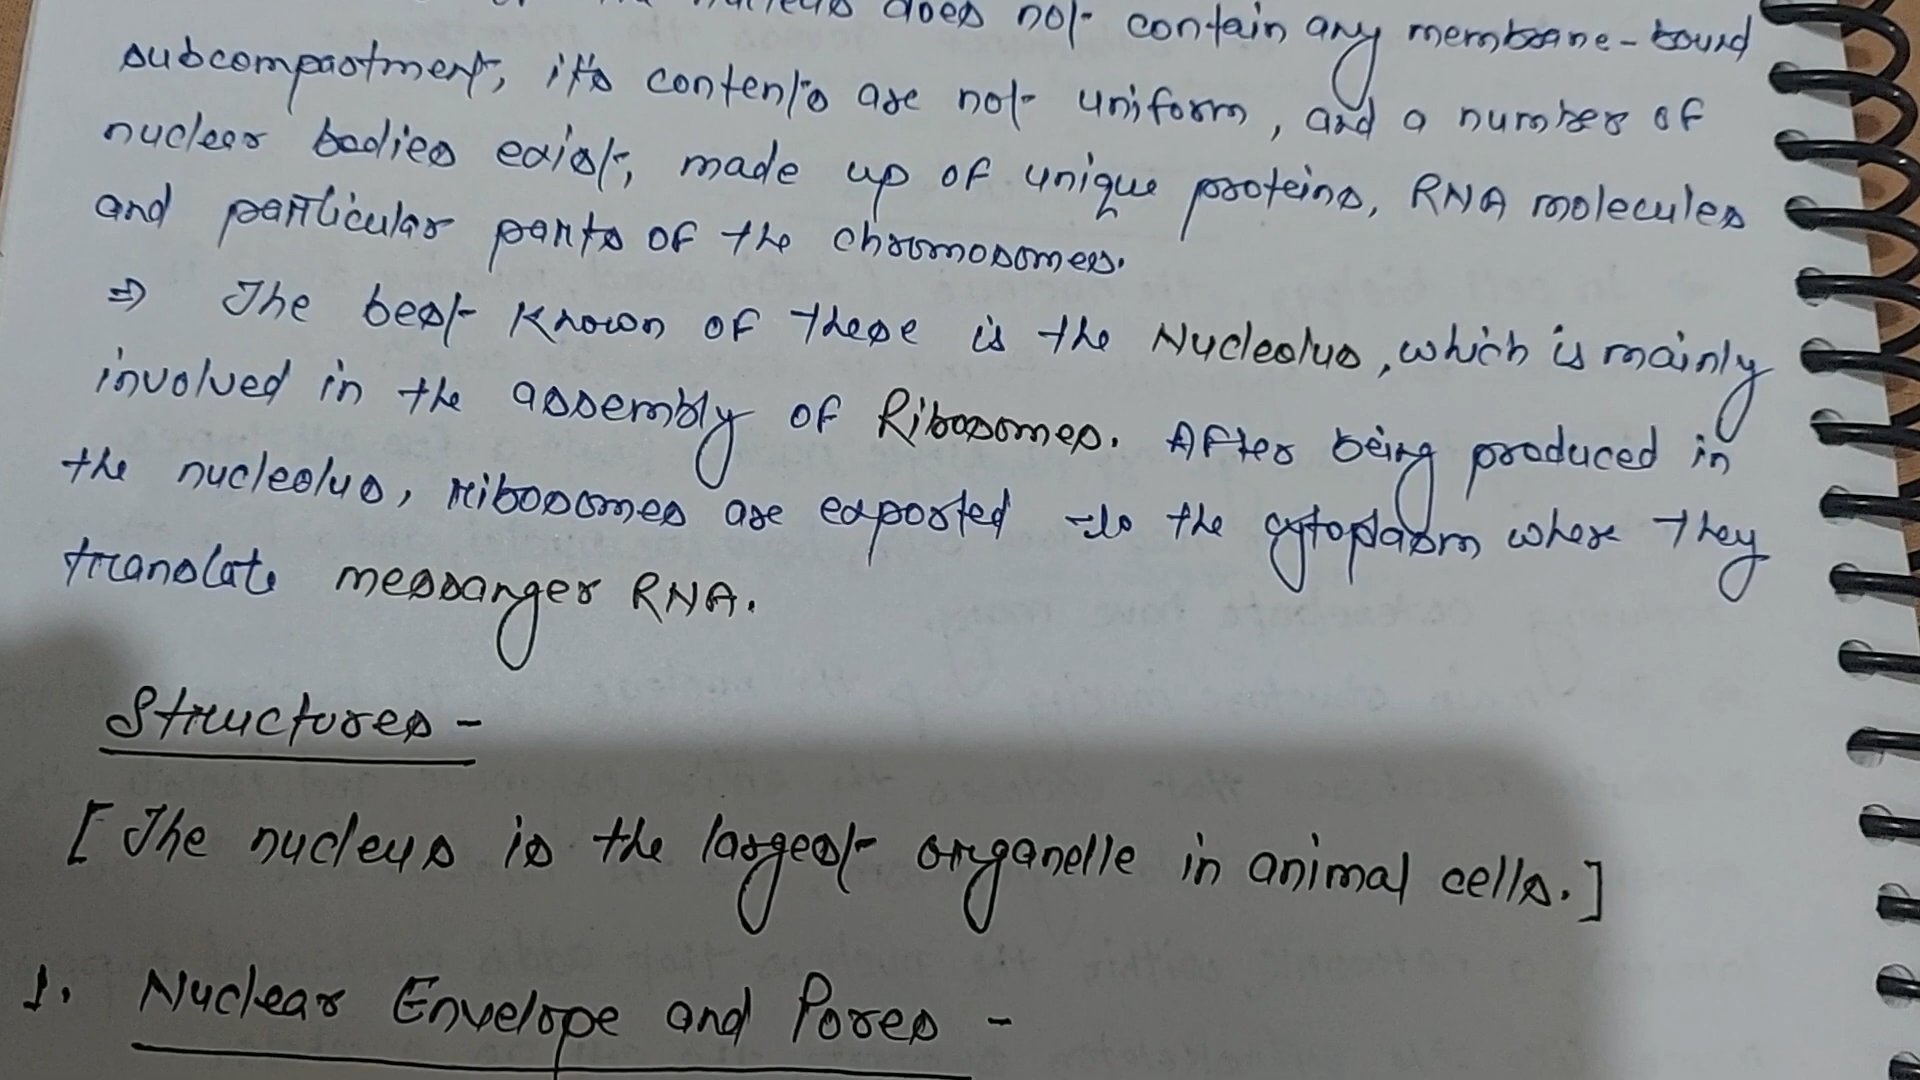 nucleus does not contain any membrane-bound
subcompartment, it's contents are not uniform, and a number of
nuclear bodies exist, made up of unique proteins, RNA molecules
and particular parts of the chromosomes.
⇒ The best known of these is the Nucleolus, which is mainly
involved in the assembly of Ribosomes. After being produced in
the nucleolus, ribosomes are exported to the cytoplasm where they
translate messanger RNA.
Structures -
[The nucleus is the largest organelle in animal cells.]
1. Nuclear Envelope and Pores -